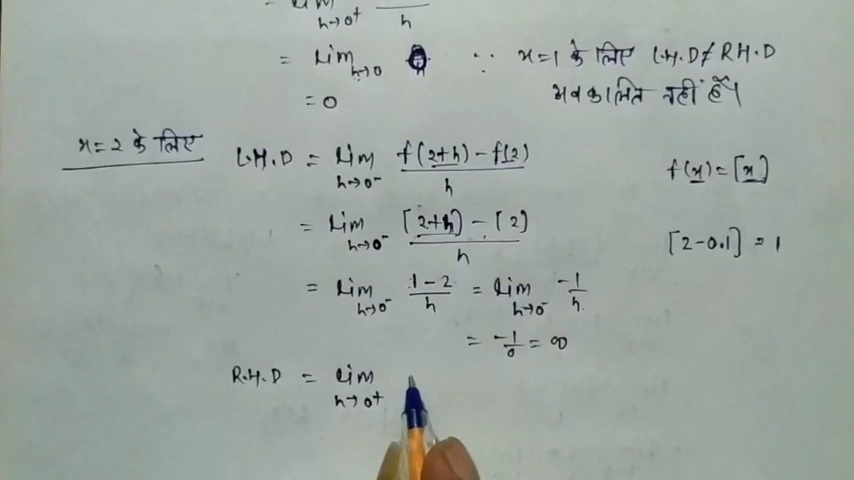 = lim h→0⁺ /h
= lim h→0 ∵ x=1 के लिए L.H.D≠R.H.D
= 0 अवकलित नहीं है।
x=2 के लिए L.H.D = lim h→0⁻ f(2+h)-f(2)/h f(x)=[x]
= lim h→0⁻ [2+h]-[2]/h [2-0.1] = 1
= lim h→0⁻ 1-2/h = lim h→0⁻ -1/h
= -1/0 = ∞
R.H.D = lim h→0⁺